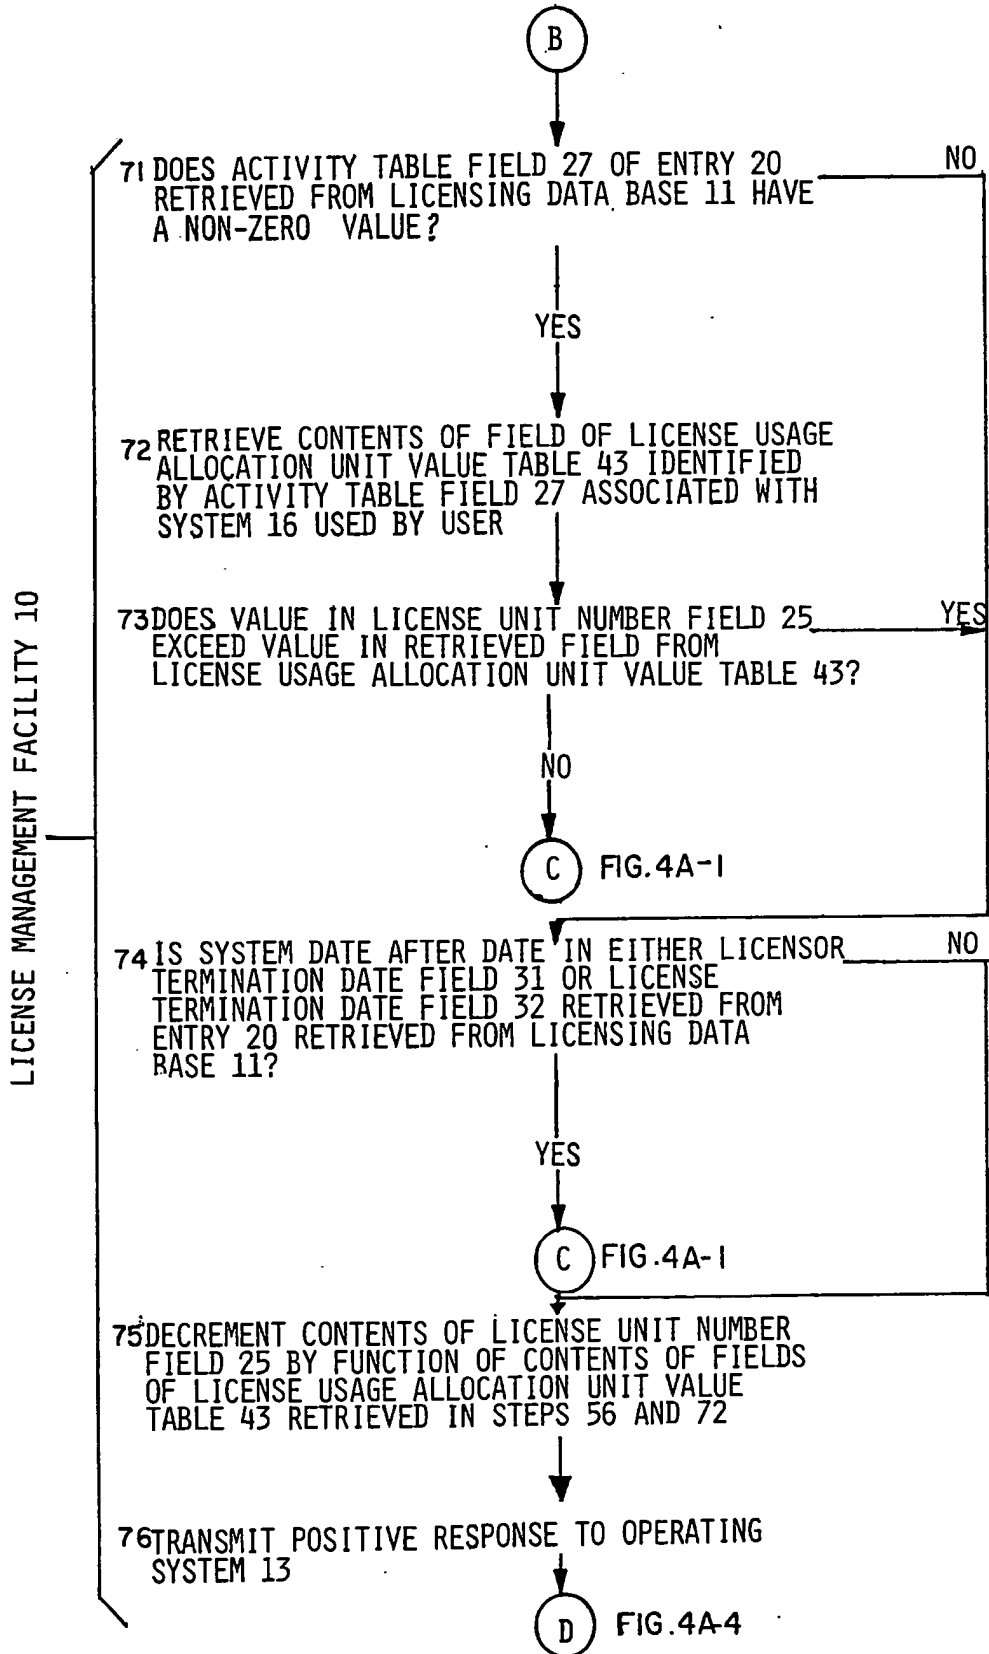 B
71 DOES ACTIVITY TABLE FIELD 27 OF ENTRY 20
RETRIEVED FROM LICENSING DATA BASE 11 HAVE
A NON-ZERO VALUE?
NO
YES
72 RETRIEVE CONTENTS OF FIELD OF LICENSE USAGE
ALLOCATION UNIT VALUE TABLE 43 IDENTIFIED
BY ACTIVITY TABLE FIELD 27 ASSOCIATED WITH
SYSTEM 16 USED BY USER
73 DOES VALUE IN LICENSE UNIT NUMBER FIELD 25
EXCEED VALUE IN RETRIEVED FIELD FROM
LICENSE USAGE ALLOCATION UNIT VALUE TABLE 43?
YES
NO
C FIG.4A-1
74 IS SYSTEM DATE AFTER DATE IN EITHER LICENSOR
TERMINATION DATE FIELD 31 OR LICENSE
TERMINATION DATE FIELD 32 RETRIEVED FROM
ENTRY 20 RETRIEVED FROM LICENSING DATA
BASE 11?
NO
YES
C FIG.4A-1
75 DECREMENT CONTENTS OF LICENSE UNIT NUMBER
FIELD 25 BY FUNCTION OF CONTENTS OF FIELDS
OF LICENSE USAGE ALLOCATION UNIT VALUE
TABLE 43 RETRIEVED IN STEPS 56 AND 72
76 TRANSMIT POSITIVE RESPONSE TO OPERATING
SYSTEM 13
D FIG.4A-4
LICENSE MANAGEMENT FACILITY 10